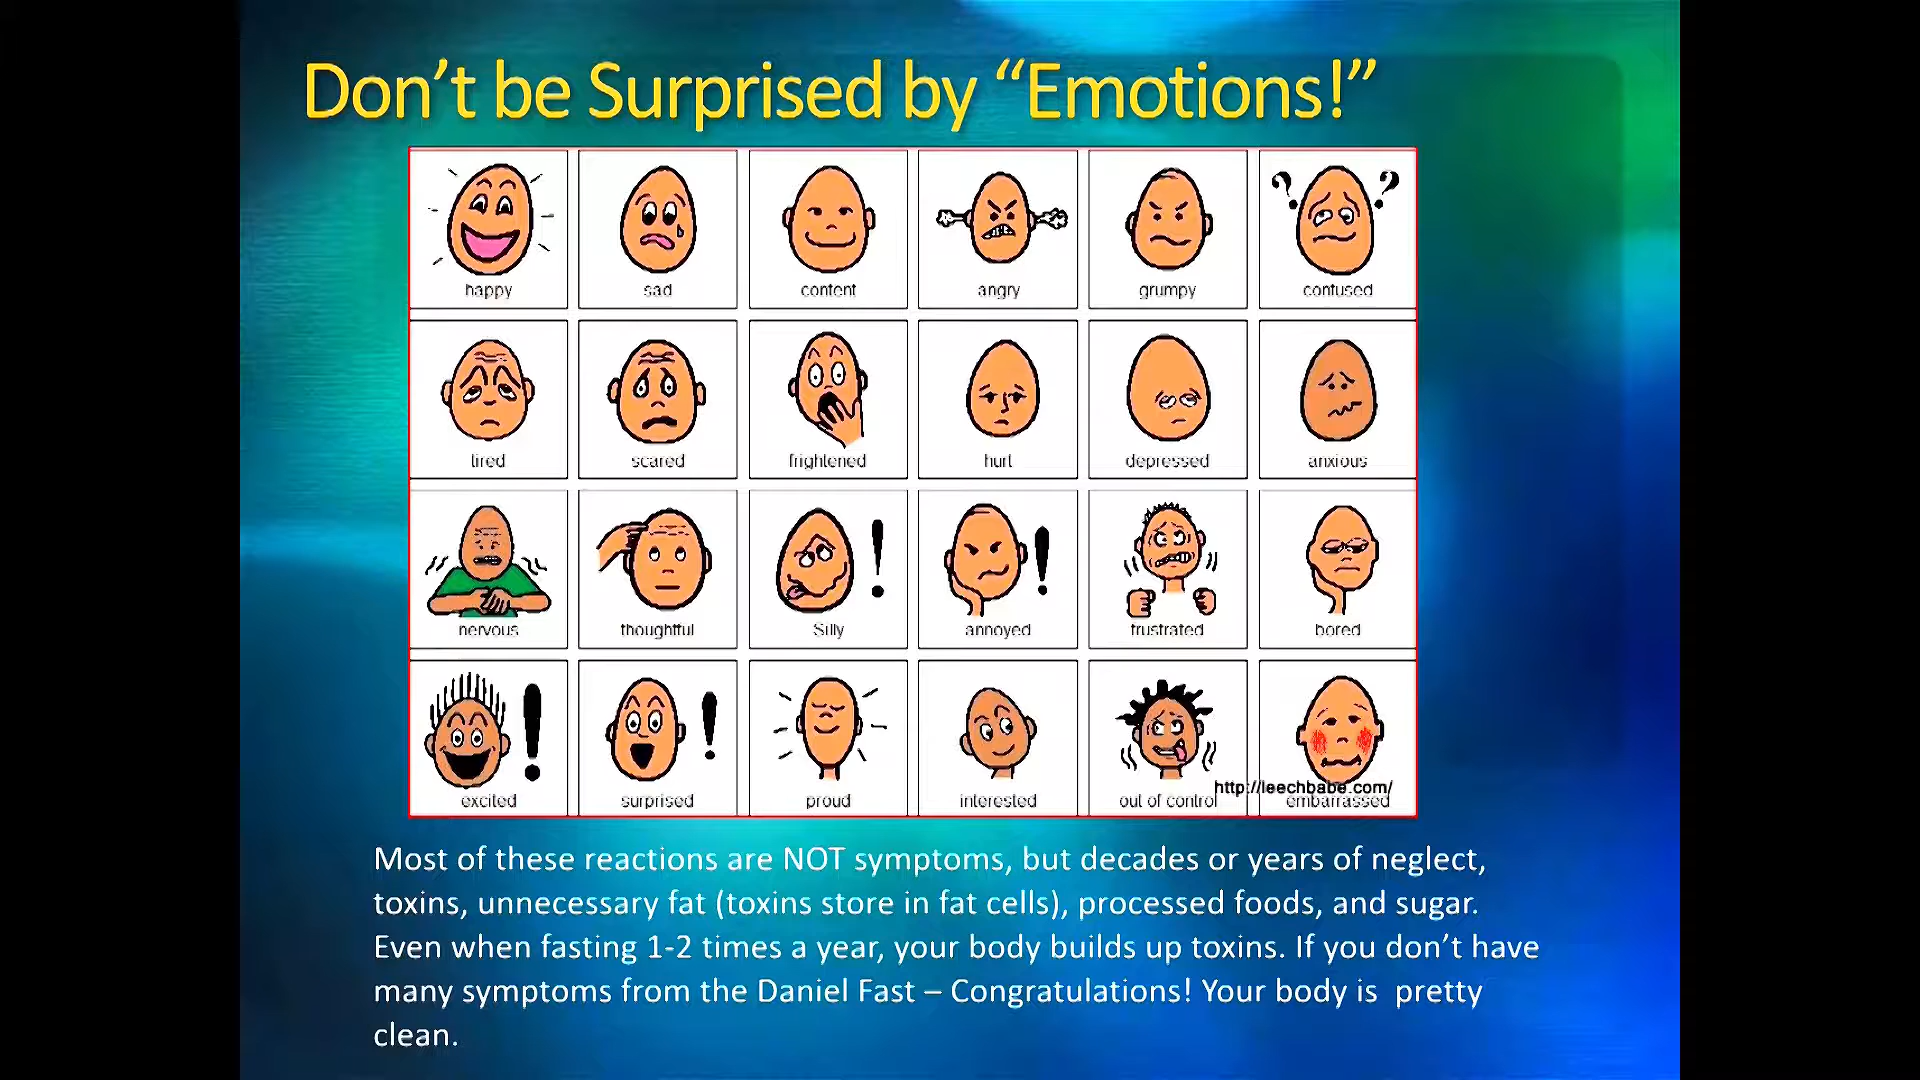 Don’t be Surprised by “Emotions!”
happy sad content angry grumpy confused
tired scared frightened hurt depressed anxious
nervous thoughtful Silly annoyed frustrated bored
excited surprised proud interested out of control embarrassed
http://leechbabe.com/
Most of these reactions are NOT symptoms, but decades or years of neglect,
toxins, unnecessary fat (toxins store in fat cells), processed foods, and sugar.
Even when fasting 1-2 times a year, your body builds up toxins. If you don’t have
many symptoms from the Daniel Fast – Congratulations! Your body is pretty
clean.